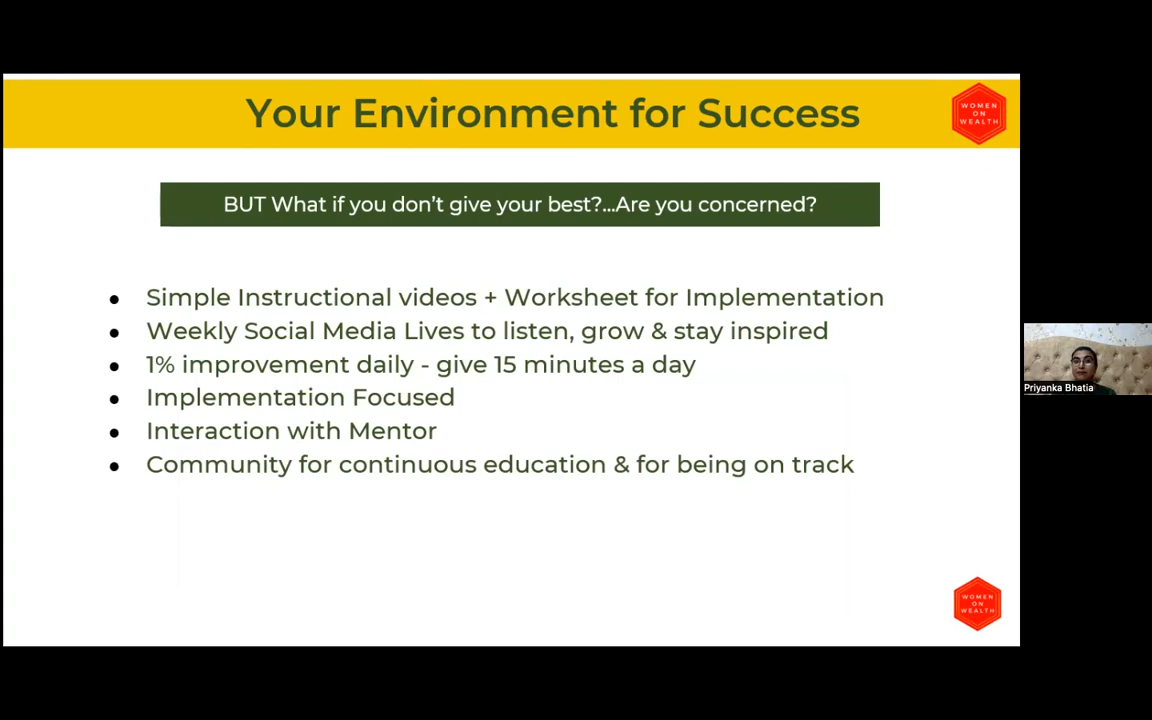 Your Environment for Success
WOMEN
ON
WEALTH
BUT What if you don't give your best?...Are you concerned?
● Simple Instructional videos + Worksheet for Implementation
● Weekly Social Media Lives to listen, grow & stay inspired
● 1% improvement daily - give 15 minutes a day
● Implementation Focused
● Interaction with Mentor
● Community for continuous education & for being on track
Priyanka Bhatia
WOMEN
ON
WEALTH